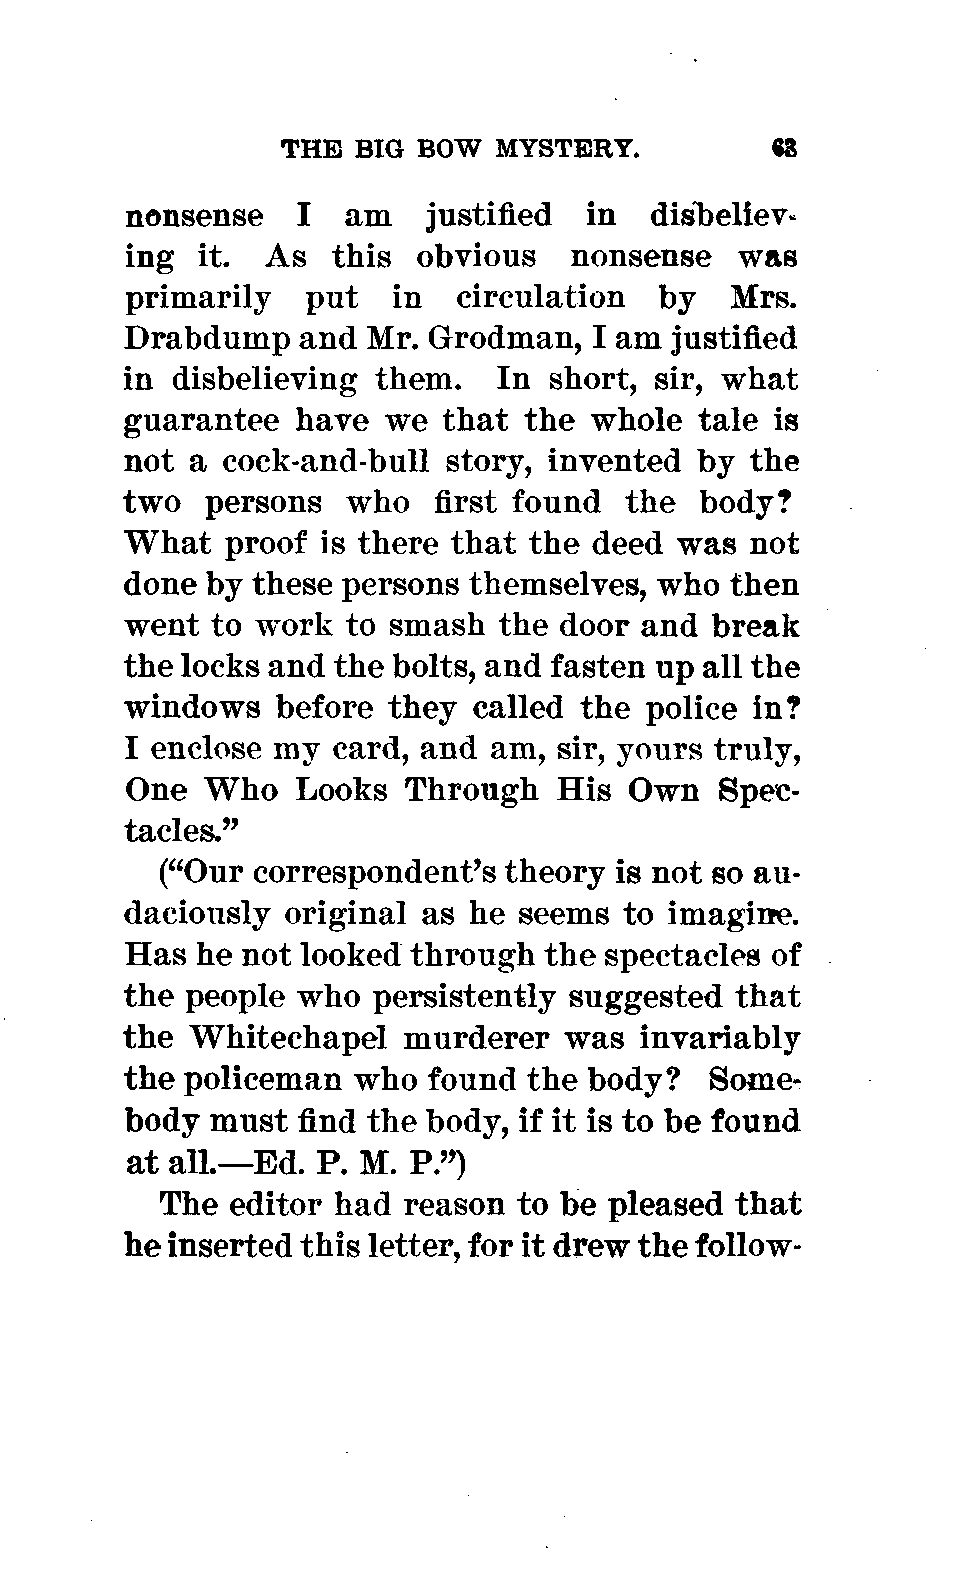 THE BIG BOW MYSTERY. 63
nonsense I am justified in disbeliev-
ing it. As this obvious nonsense was
primarily put in circulation by Mrs.
Drabdump and Mr. Grodman, I am justified
in disbelieving them. In short, sir, what
guarantee have we that the whole tale is
not a cock-and-bull story, invented by the
two persons who first found the body?
What proof is there that the deed was not
done by these persons themselves, who then
went to work to smash the door and break
the locks and the bolts, and fasten up all the
windows before they called the police in?
I enclose my card, and am, sir, yours truly,
One Who Looks Through His Own Spec-
tacles.”
(“Our correspondent’s theory is not so au-
daciously original as he seems to imagine.
Has he not looked through the spectacles of
the people who persistently suggested that
the Whitechapel murderer was invariably
the policeman who found the body? Some-
body must find the body, if it is to be found
at all.—Ed. P. M. P.”)
The editor had reason to be pleased that
he inserted this letter, for it drew the follow-